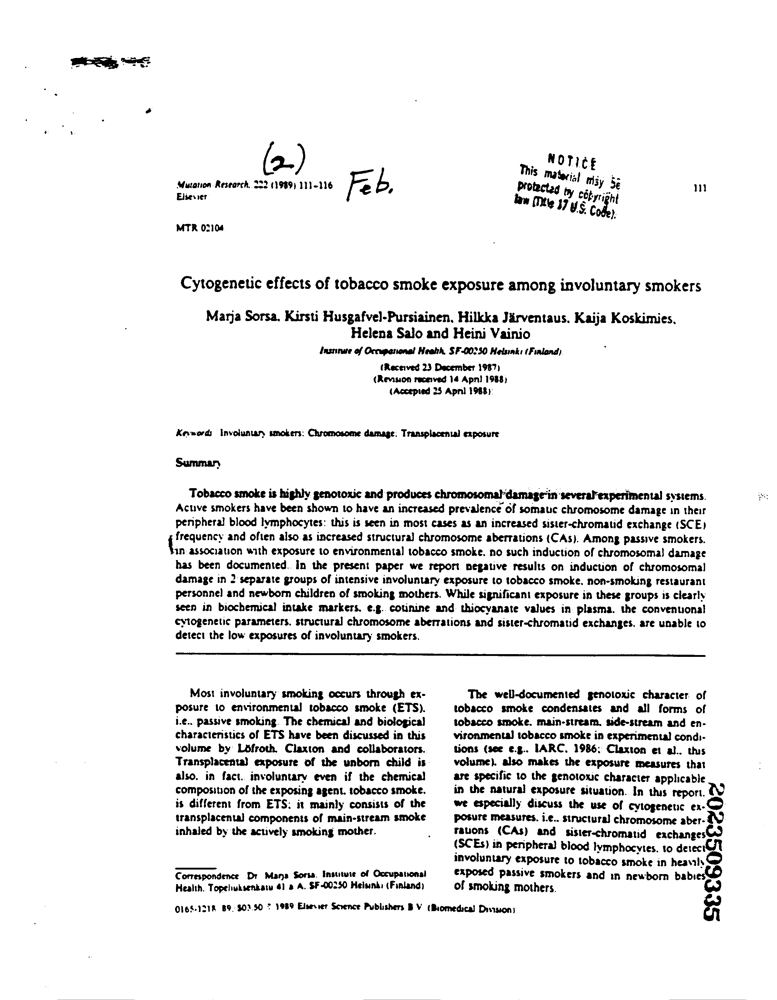 (2)
Feb.
NOTICE
This material may be
protected by copyright
law (Title 17 U.S. Code).
Mutation Research, 222 (1989) 111-116
Elsevier
111
MTR 02104
Cytogenetic effects of tobacco smoke exposure among involuntary smokers
Marja Sorsa, Kirsti Husgafvel-Pursiainen, Hilkka Järventaus, Kaija Koskimies,
Helena Salo and Heini Vainio
Institute of Occupational Health, SF-00250 Helsinki (Finland)
(Received 23 December 1987)
(Revision received 14 April 1988)
(Accepted 25 April 1988)
Keywords Involuntary smokers; Chromosome damage; Transplacental exposure
Summary
Tobacco smoke is highly genotoxic and produces chromosomal damage in several experimental systems.
Active smokers have been shown to have an increased prevalence of somatic chromosome damage in their
peripheral blood lymphocytes: this is seen in most cases as an increased sister-chromatid exchange (SCE)
frequency and often also as increased structural chromosome aberrations (CAs). Among passive smokers,
in association with exposure to environmental tobacco smoke, no such induction of chromosomal damage
has been documented. In the present paper we report negative results on induction of chromosomal
damage in 2 separate groups of intensive involuntary exposure to tobacco smoke, non-smoking restaurant
personnel and newborn children of smoking mothers. While significant exposure in these groups is clearly
seen in biochemical intake markers, e.g. cotinine and thiocyanate values in plasma, the conventional
cytogenetic parameters, structural chromosome aberrations and sister-chromatid exchanges, are unable to
detect the low exposures of involuntary smokers.
Most involuntary smoking occurs through ex-
posure to environmental tobacco smoke (ETS),
i.e., passive smoking. The chemical and biological
characteristics of ETS have been discussed in this
volume by Löfroth, Claxton and collaborators.
Transplacental exposure of the unborn child is
also, in fact, involuntary even if the chemical
composition of the exposing agent, tobacco smoke,
is different from ETS; it mainly consists of the
transplacental components of main-stream smoke
inhaled by the actively smoking mother.
Correspondence Dr Marja Sorsa, Institute of Occupational
Health, Topeliuksenkatu 41 a A, SF-00250 Helsinki (Finland)
The well-documented genotoxic character of
tobacco smoke condensates and all forms of
tobacco smoke, main-stream, side-stream and en-
vironmental tobacco smoke in experimental condi-
tions (see e.g., IARC, 1986; Claxton et al., this
volume), also makes the exposure measures that
are specific to the genotoxic character applicable
in the natural exposure situation. In this report,
we especially discuss the use of cytogenetic ex-
posure measures, i.e., structural chromosome aber-
rations (CAs) and sister-chromatid exchanges
(SCEs) in peripheral blood lymphocytes, to detect
involuntary exposure to tobacco smoke in heavily
exposed passive smokers and in newborn babies
of smoking mothers.
0165-1218/89/$03.50 © 1989 Elsevier Science Publishers B.V. (Biomedical Division)
2023509335